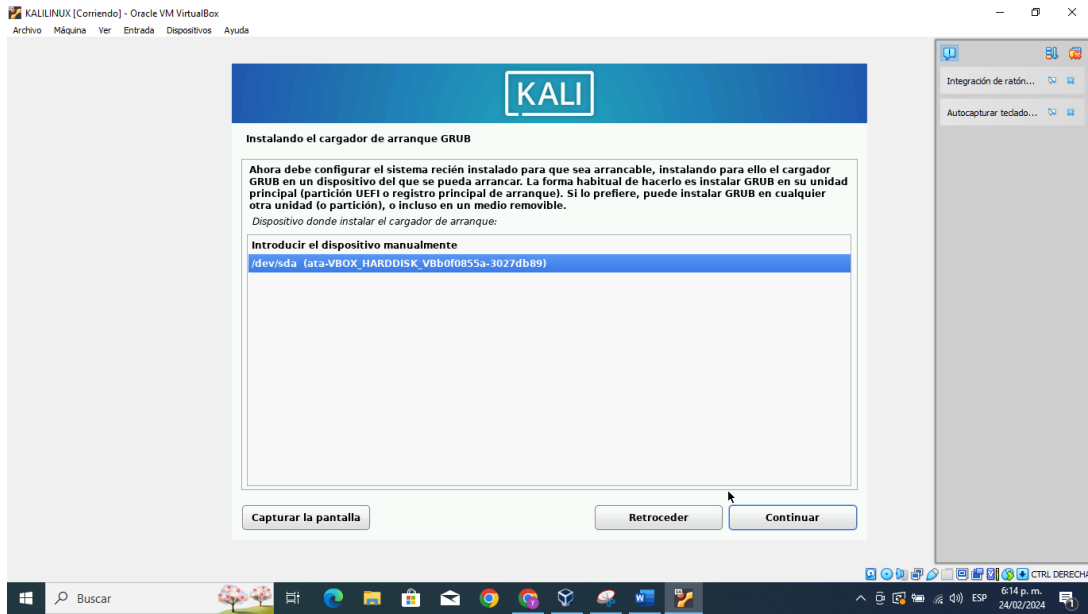 KALILINUX [Corriendo] - Oracle VM VirtualBox
Archivo Máquina Ver Entrada Dispositivos Ayuda
KALI
Integración de ratón...
Autocapturar teclado...
Instalando el cargador de arranque GRUB
Ahora debe configurar el sistema recién instalado para que sea arrancable, instalando para ello el cargador
GRUB en un dispositivo del que se pueda arrancar. La forma habitual de hacerlo es instalar GRUB en su unidad
principal (partición UEFI o registro principal de arranque). Si lo prefiere, puede instalar GRUB en cualquier
otra unidad (o partición), o incluso en un medio removible.
Dispositivo donde instalar el cargador de arranque:
Introducir el dispositivo manualmente
/dev/sda (ata-VBOX_HARDDISK_VBb0f0855a-3027db89)
Capturar la pantalla
Retroceder
Continuar
CTRL DERECHA
Buscar
ESP
6:14 p. m.
24/02/2024